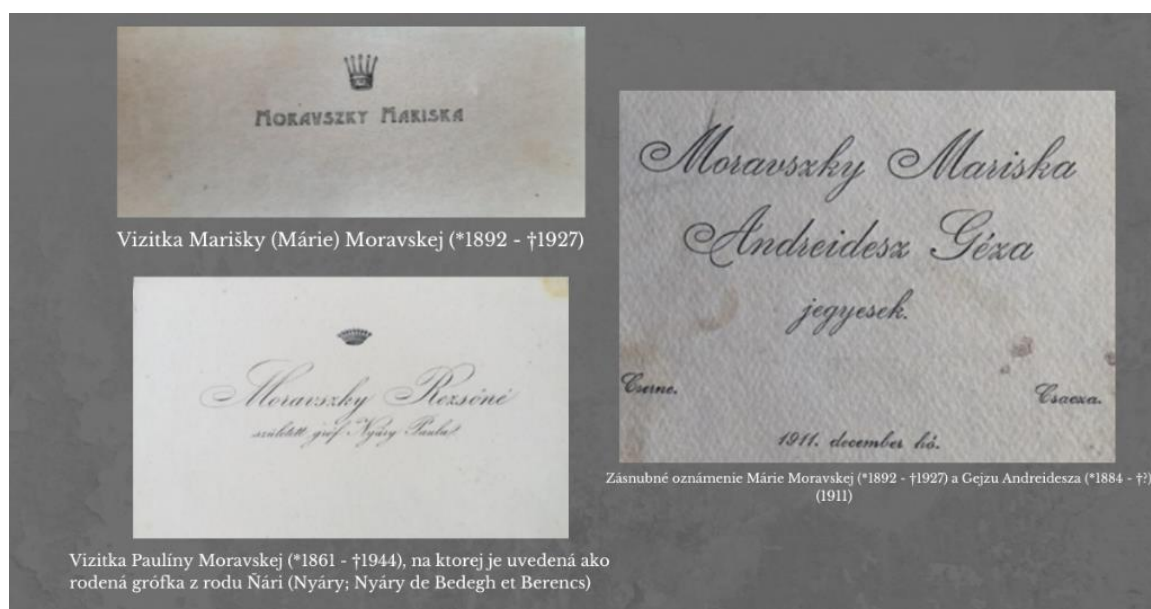 MORAVSZKY MARISKA
Vizitka Marišky (Márie) Moravskej (*1892 - †1927)
Moravszky Rezsőné
született gróf Nyáry Paula
Vizitka Paulíny Moravskej (*1861 - †1944), na ktorej je uvedená ako
rodená grófka z rodu Ňári (Nyáry; Nyáry de Bedegh et Berencs)
Moravszky Mariska
Andreidesz Géza
jegyesek.
Cserne.
Csacza.
1911. december hó.
Zásnubné oznámenie Márie Moravskej (*1892 - †1927) a Gejzu Andreidesza (*1884 - †?)
(1911)